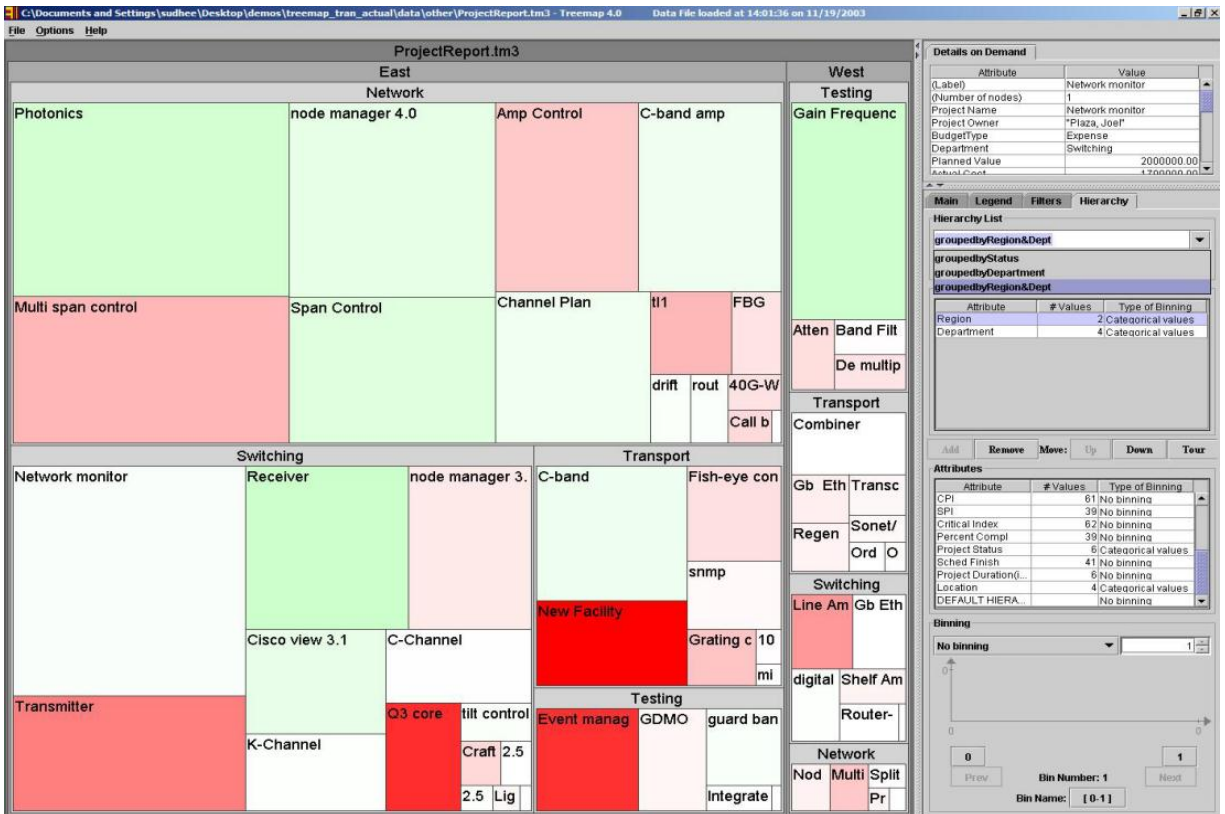 C:\Documents and Settings\sudhee\Desktop\demos\treemap_tran_actual\data\other\ProjectReport.tm3 - Treemap 4.0 Data File loaded at 14:01:36 on 11/19/2003
File Options Help
ProjectReport.tm3
East
Network
Photonics
node manager 4.0
Amp Control
C-band amp
Multi span control
Span Control
Channel Plan
tl1
FBG
drift
rout
40G-W
Call b
Switching
Network monitor
Receiver
node manager 3.
Transmitter
Cisco view 3.1
C-Channel
K-Channel
Q3 core
tilt control
Craft
2.5
2.5
Lig
Transport
C-band
Fish-eye con
snmp
New Facility
Grating c
10
mi
Testing
Event manag
GDMO
guard ban
Integrate
West
Testing
Gain Frequenc
Atten
Band Filt
De multip
Transport
Combiner
Gb Eth
Transc
Regen
Sonet/
Ord
O
Switching
Line Am
Gb Eth
digital
Shelf Am
Router-
Network
Nod
Multi
Split
Pr
Details on Demand
Attribute Value
(Label) Network monitor
(Number of nodes) 1
Project Name Network monitor
Project Owner "Plaza, Joel"
BudgetType Expense
Department Switching
Planned Value 2000000.00
Actual Cost 1700000.00
Main Legend Filters Hierarchy
Hierarchy List
groupedbyRegion&Dept
groupedbyStatus
groupedbyDepartment
groupedbyRegion&Dept
Attribute # Values Type of Binning
Region 2 Categorical values
Department 4 Categorical values
Add Remove Move: Up Down Tour
Attributes
Attribute # Values Type of Binning
CPI 61 No binning
SPI 39 No binning
Critical Index 62 No binning
Percent Compl 39 No binning
Project Status 6 Categorical values
Sched Finish 41 No binning
Project Duration(i... 6 No binning
Location 4 Categorical values
DEFAULT HIERA... No binning
Binning
No binning 1
0
0 0
0 1
Prev Bin Number: 1 Next
Bin Name: [ 0-1 ]